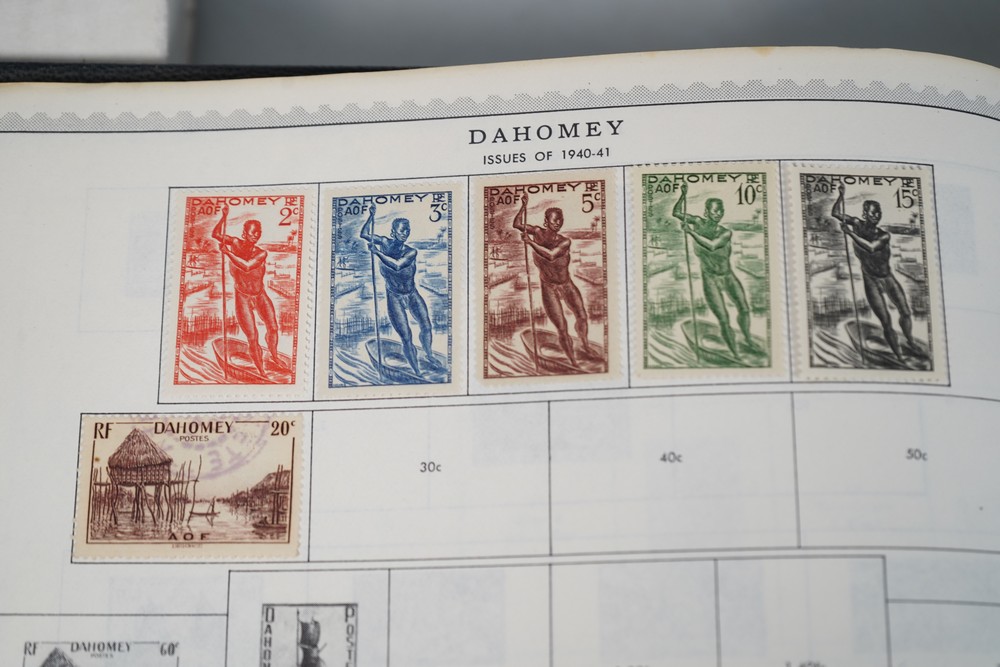 DAHOMEY
ISSUES OF 1940-41
DAHOMEY RF
AOF 2c
DAHOMEY RF
AOF 3c
DAHOMEY RF
AOF 5c
DAHOMEY RF
AOF 10c
DAHOMEY RF
AOF 15c
RF DAHOMEY 20c
POSTES
AOF
30c
40c
50c
RF DAHOMEY 60c
POSTES